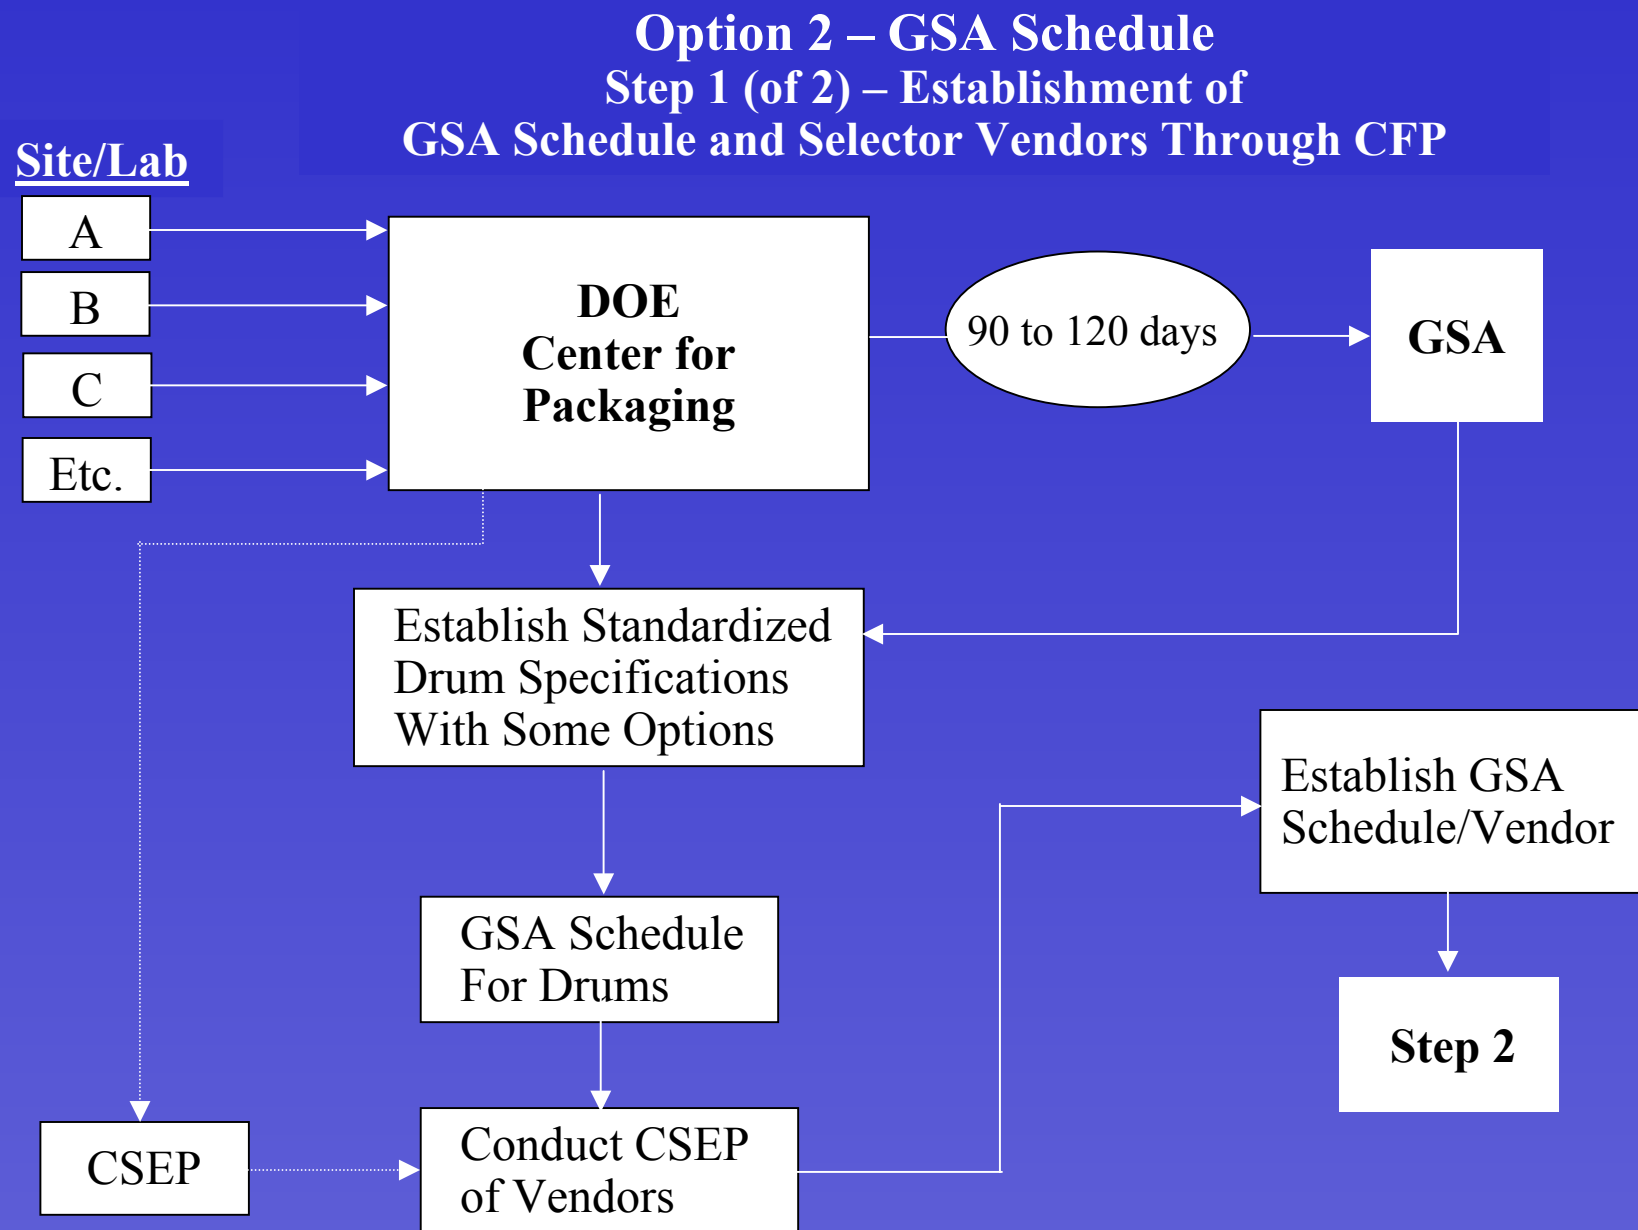 Option 2 – GSA Schedule
Step 1 (of 2) – Establishment of
GSA Schedule and Selector Vendors Through CFP
Site/Lab
A
B
C
Etc.
DOE
Center for
Packaging
90 to 120 days
GSA
Establish Standardized
Drum Specifications
With Some Options
GSA Schedule
For Drums
CSEP
Conduct CSEP
of Vendors
Establish GSA
Schedule/Vendor
Step 2